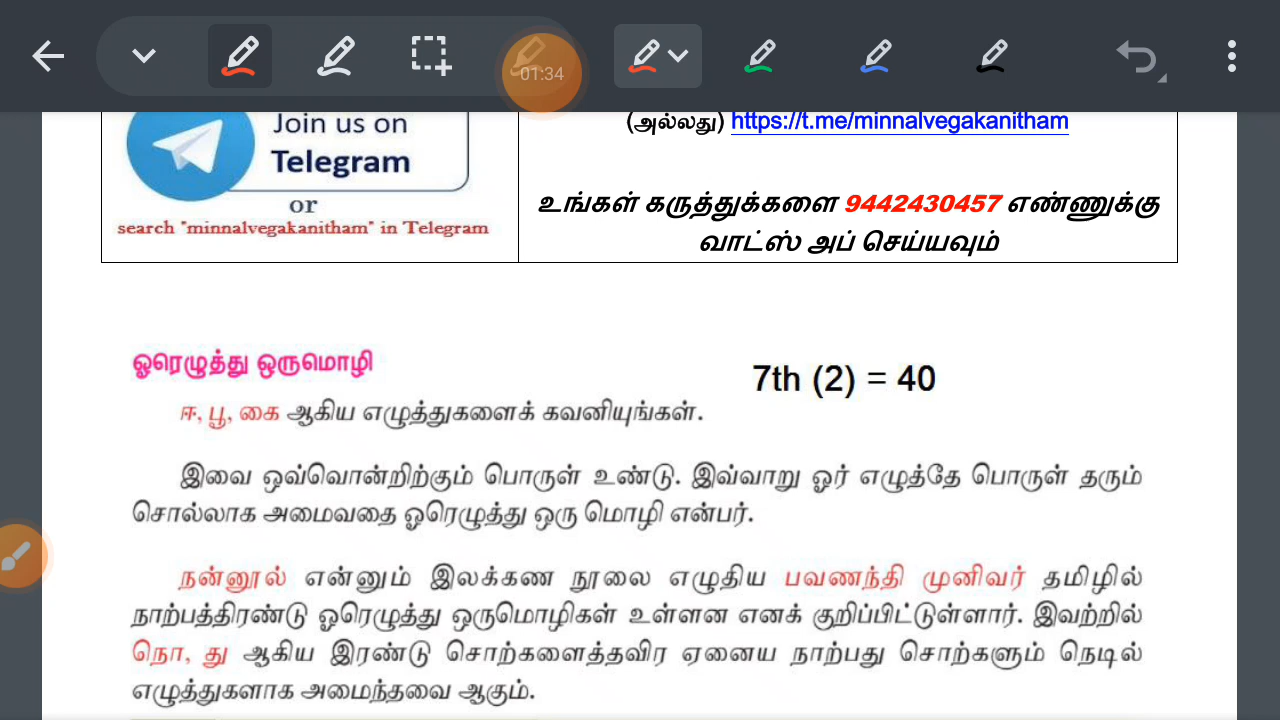 01:34
Join us on
Telegram
or
search "minnalvegakanitham" in Telegram
(அல்லது) https://t.me/minnalvegakanitham
உங்கள் கருத்துக்களை 9442430457 எண்ணுக்கு
வாட்ஸ் அப் செய்யவும்
ஓரெழுத்து ஒருமொழி
7th (2) = 40
ஈ, பூ, கை ஆகிய எழுத்துகளைக் கவனியுங்கள்.
இவை ஒவ்வொன்றிற்கும் பொருள் உண்டு. இவ்வாறு ஓர் எழுத்தே பொருள் தரும்
சொல்லாக அமைவதை ஓரெழுத்து ஒரு மொழி என்பர்.
நன்னூல் என்னும் இலக்கண நூலை எழுதிய பவணந்தி முனிவர் தமிழில்
நாற்பத்திரண்டு ஓரெழுத்து ஒருமொழிகள் உள்ளன எனக் குறிப்பிட்டுள்ளார். இவற்றில்
நொ, து ஆகிய இரண்டு சொற்களைத்தவிர ஏனைய நாற்பது சொற்களும் நெடில்
எழுத்துகளாக அமைந்தவை ஆகும்.